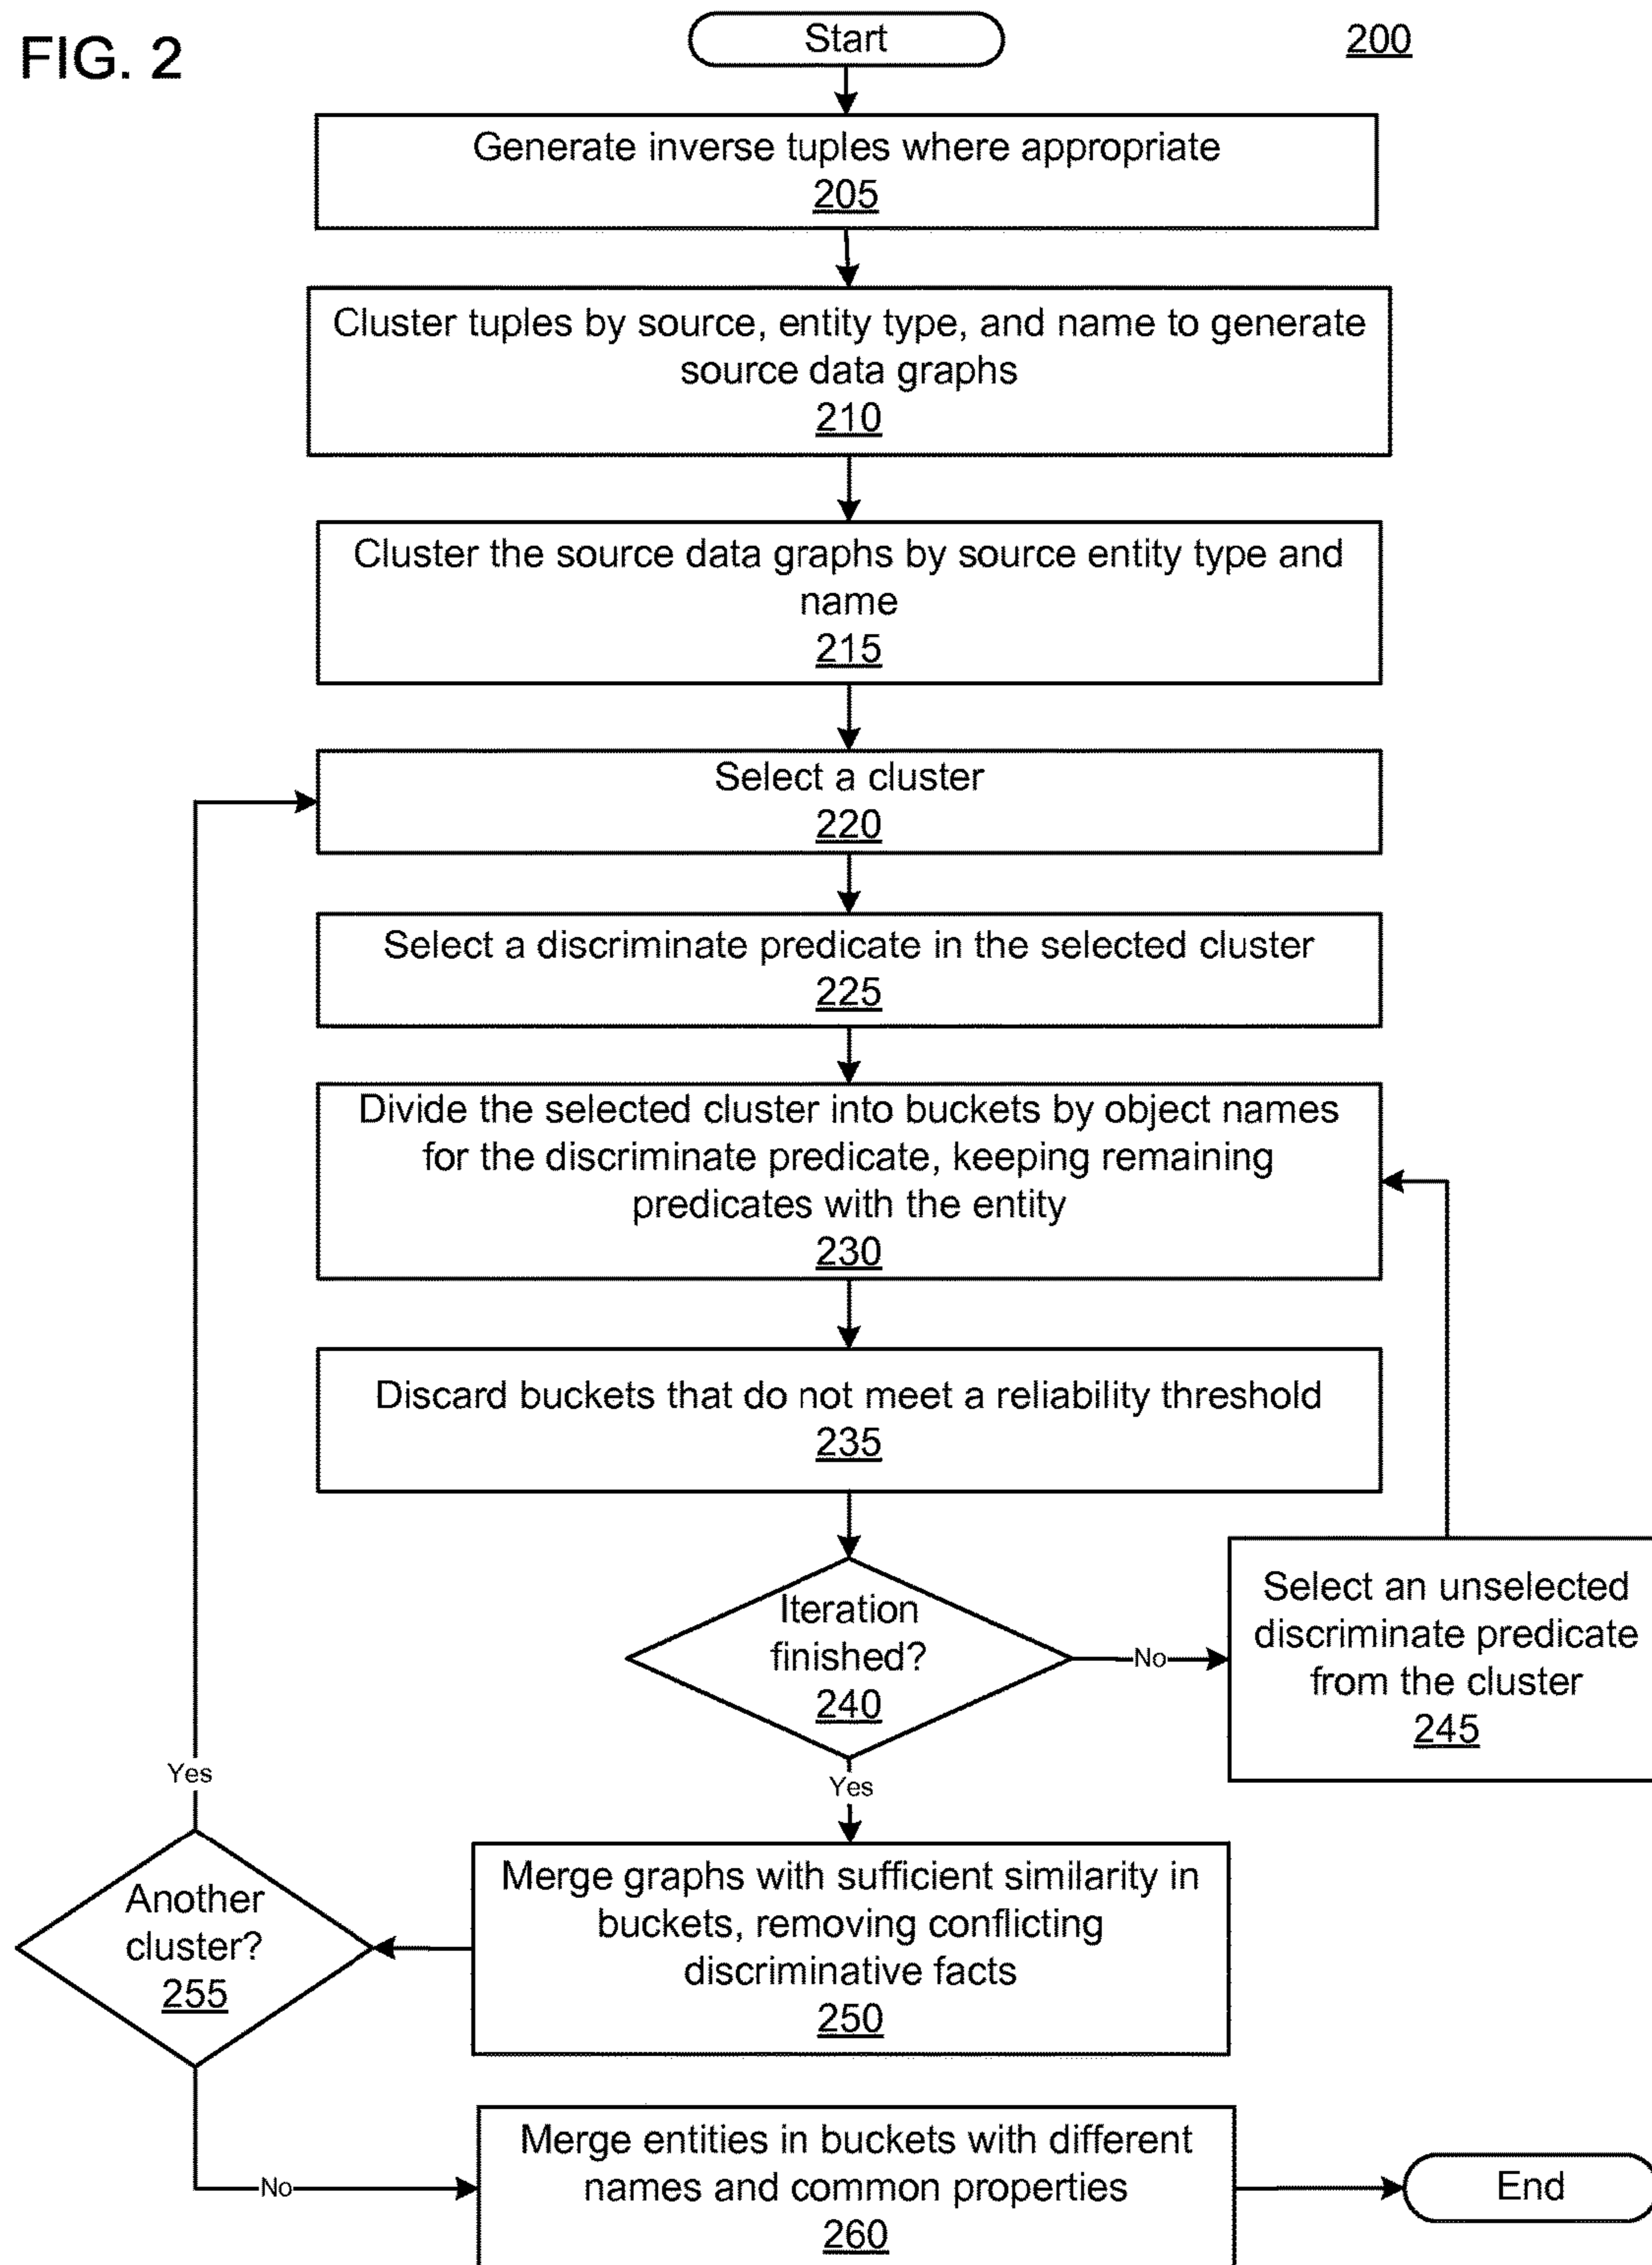 FIG. 2
Start
200
Generate inverse tuples where appropriate
205
Cluster tuples by source, entity type, and name to generate
source data graphs
210
Cluster the source data graphs by source entity type and
name
215
Select a cluster
220
Select a discriminate predicate in the selected cluster
225
Divide the selected cluster into buckets by object names
for the discriminate predicate, keeping remaining
predicates with the entity
230
Discard buckets that do not meet a reliability threshold
235
Iteration
finished?
240
No
Select an unselected
discriminate predicate
from the cluster
245
Yes
Merge graphs with sufficient similarity in
buckets, removing conflicting
discriminative facts
250
Another
cluster?
255
Yes
No
Merge entities in buckets with different
names and common properties
260
End